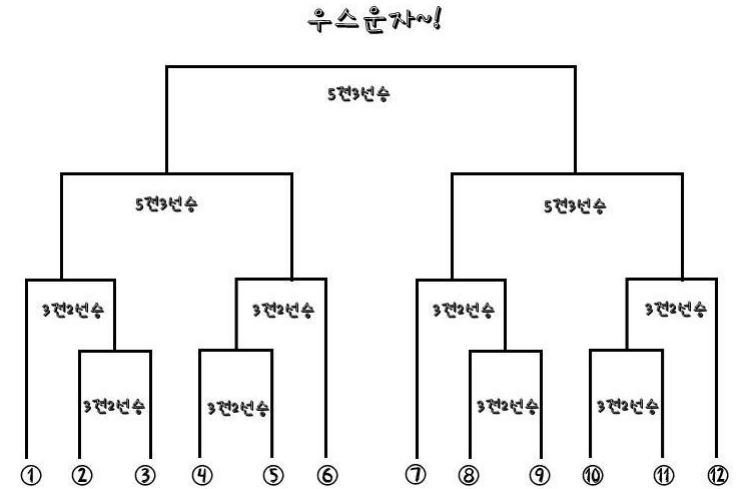 우스운자~!
5전3선승
5전3선승 5전3선승
3전2선승 3전2선승 3전2선승 3전2선승
3전2선승 3전2선승 3전2선승 3전2선승
① ② ③ ④ ⑤ ⑥ ⑦ ⑧ ⑨ ⑩ ⑪ ⑫